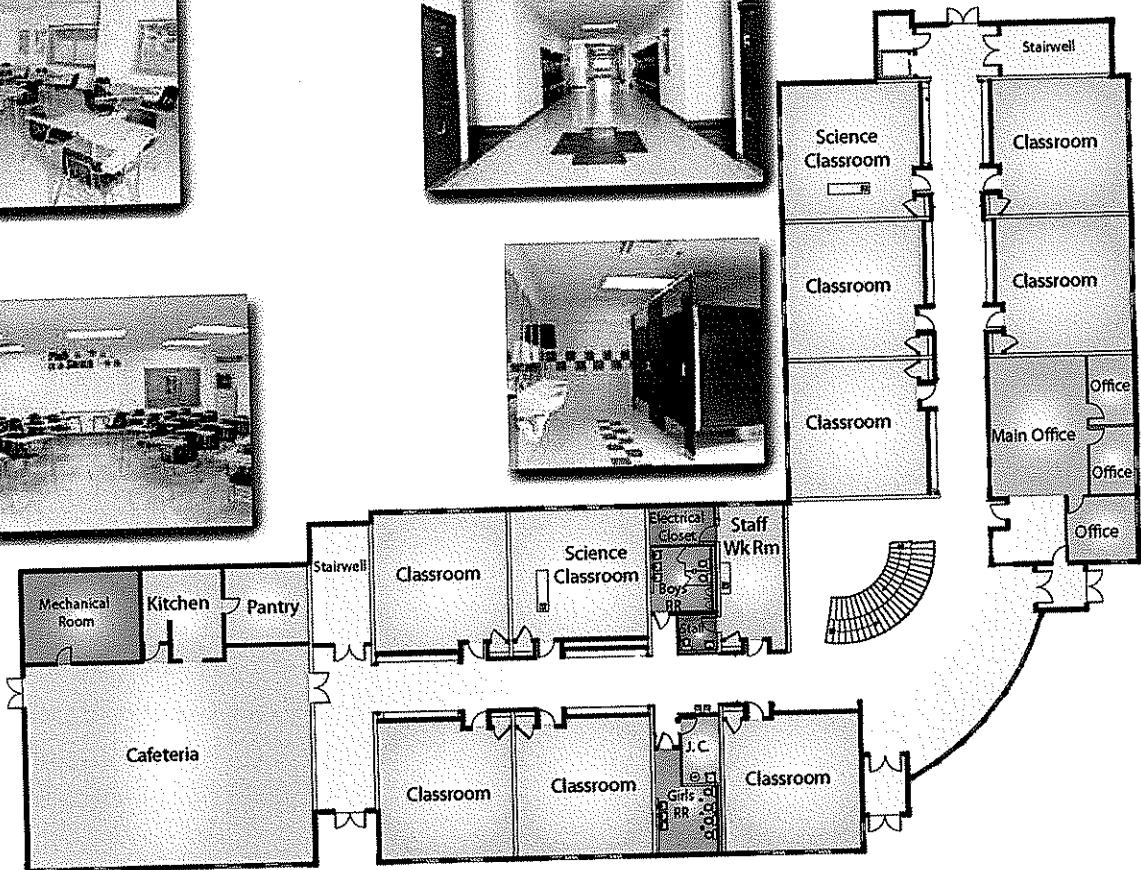 Stairwell
Science
Classroom
Classroom
Classroom
Classroom
Classroom
Office
Main Office
Office
Office
Electrical
Closet
Staff
Wk Rm
Boys
RR
Stairwell
Classroom
Science
Classroom
Mechanical
Room
Kitchen
Pantry
Cafeteria
Classroom
Classroom
J.C.
Girls
RR
Classroom